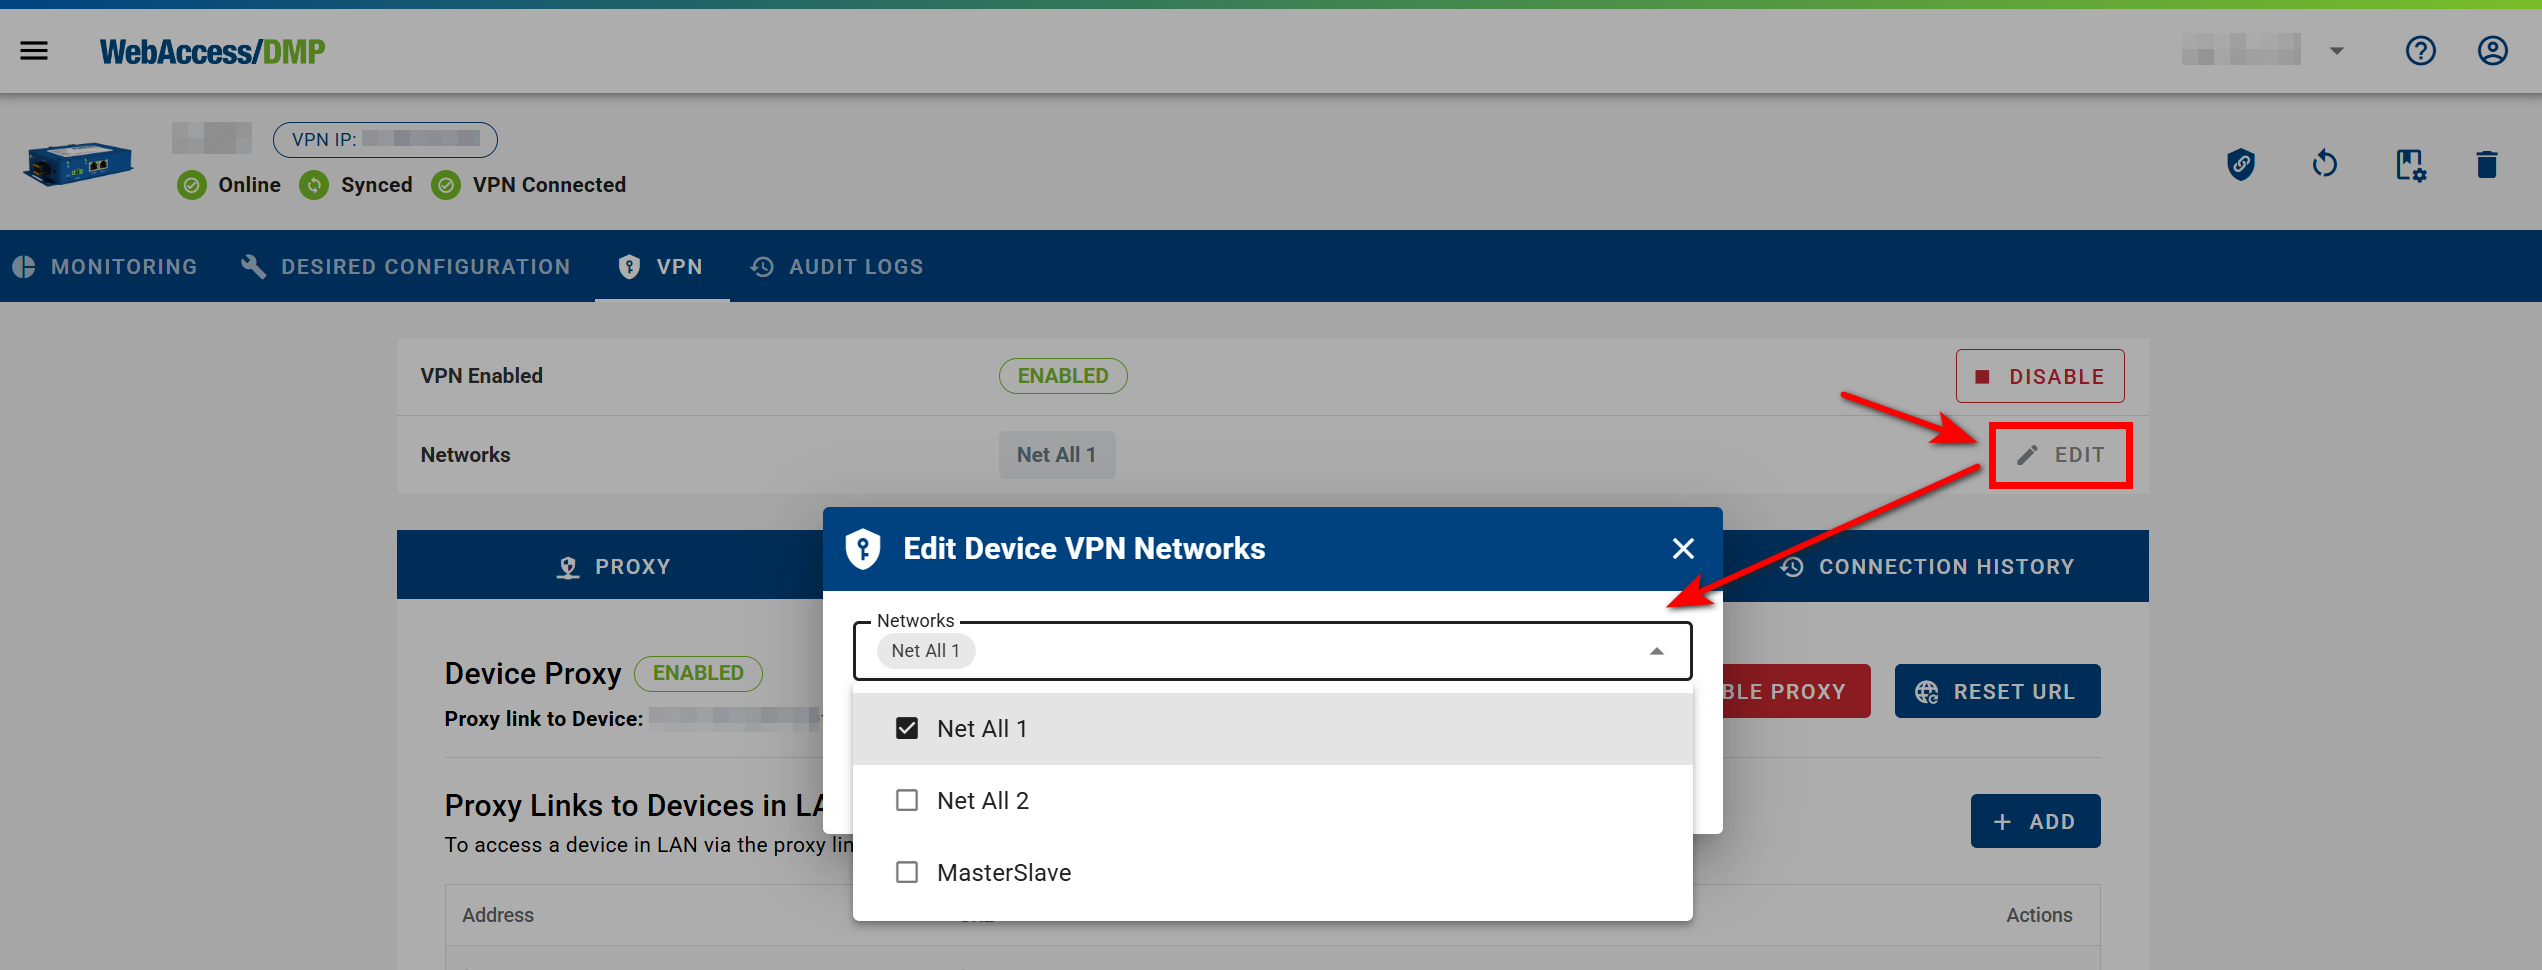 WebAccess/DMP
VPN IP:
Online Synced VPN Connected
MONITORING DESIRED CONFIGURATION VPN AUDIT LOGS
VPN Enabled ENABLED DISABLE
Networks Net All 1 EDIT
Edit Device VPN Networks
PROXY CONNECTION HISTORY
Networks
Net All 1
Device Proxy ENABLED BLE PROXY RESET URL
Proxy link to Device:
Net All 1
Net All 2
MasterSlave
Proxy Links to Devices in LA ADD
To access a device in LAN via the proxy lin
Address Actions